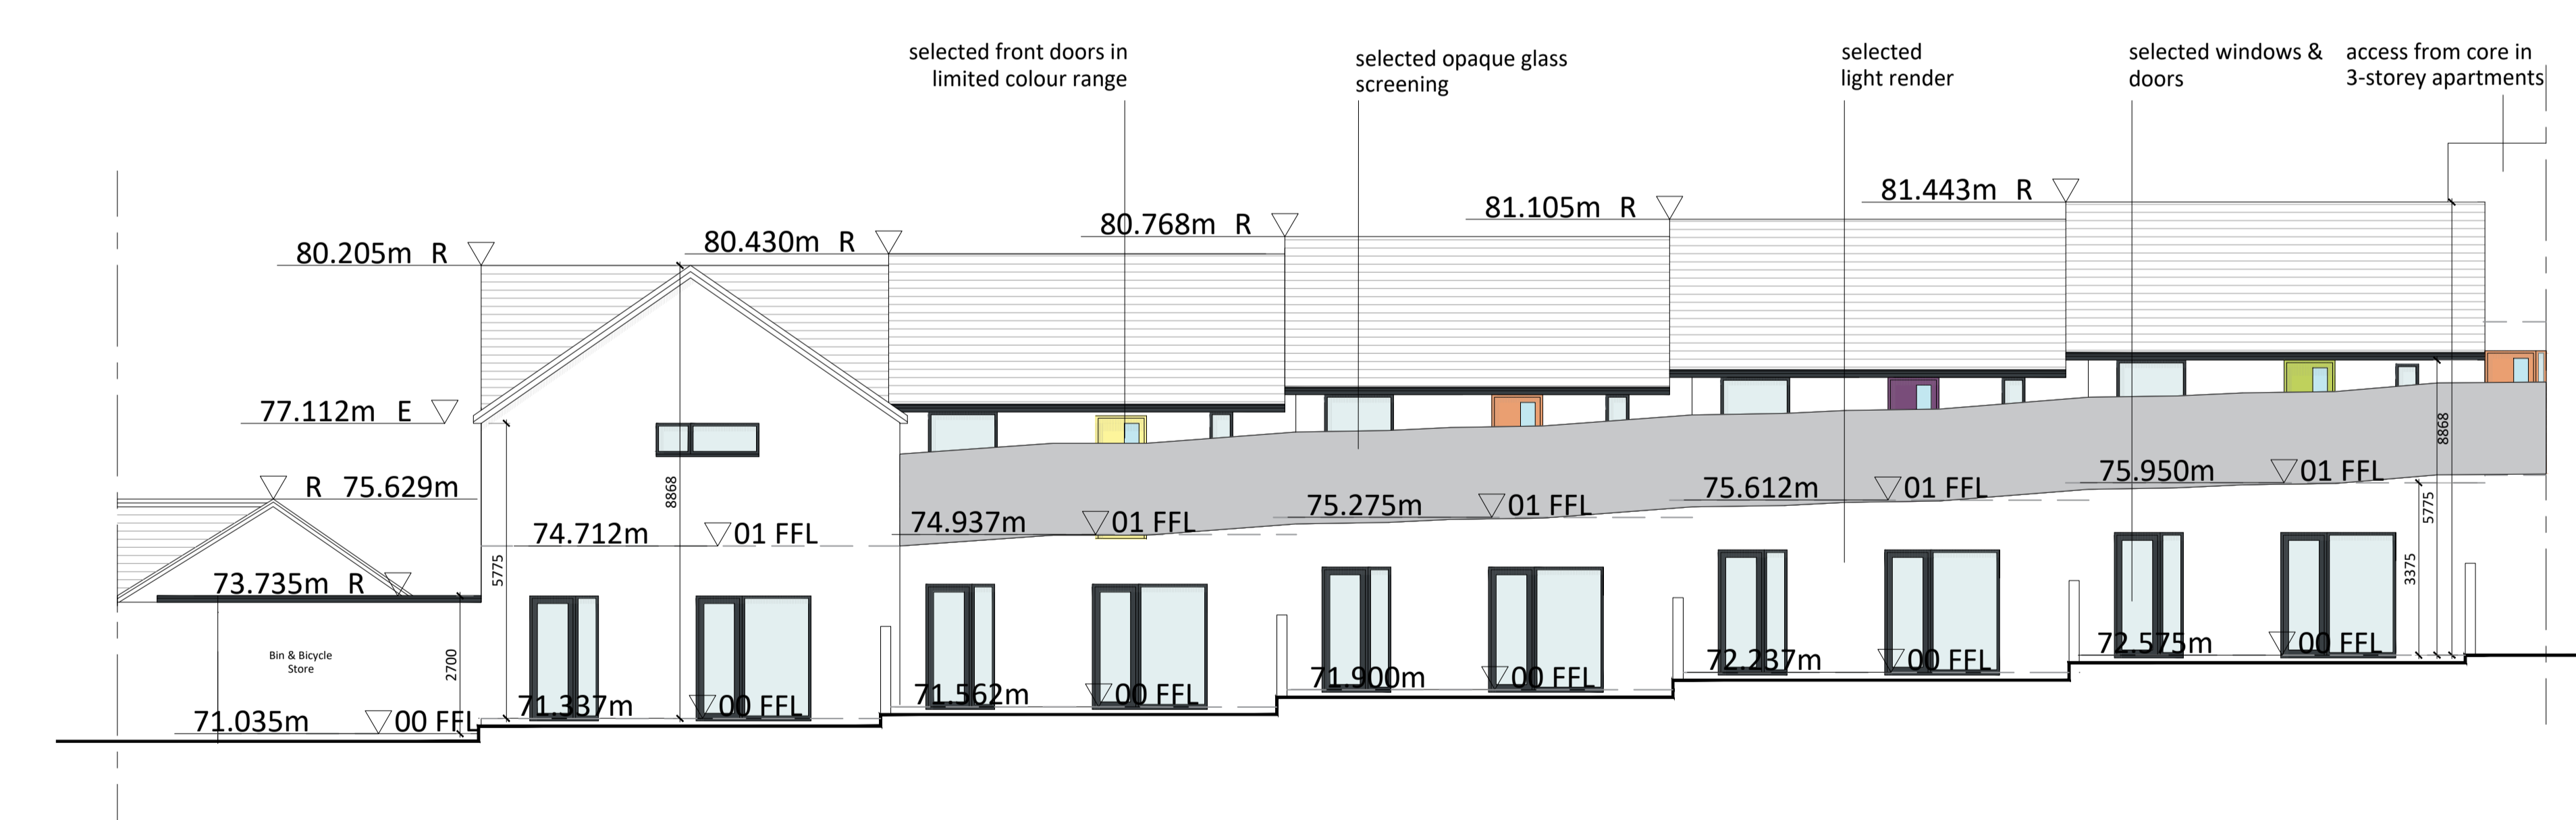 selected front doors in
limited colour range
selected opaque glass
screening
selected
light render
selected windows &
doors
access from core in
3-storey apartments
81.443m R
81.105m R
80.768m R
80.430m R
80.205m R
77.112m E
R 75.629m
73.735m R
8868
8868
5775
5775
3375
2700
75.950m 01 FFL
75.612m 01 FFL
75.275m 01 FFL
74.937m 01 FFL
74.712m 01 FFL
Bin & Bicycle
Store
72.575m 00 FFL
72.237m 00 FFL
71.900m 00 FFL
71.562m 00 FFL
71.337m 00 FFL
71.035m 00 FFL